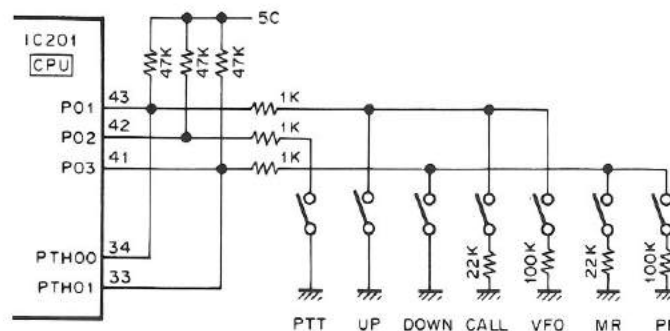 5C
IC201
CPU
47K
47K
47K
P01 43
1K
P02 42
1K
P03 41
1K
PTH00 34
PTH01 33
22K
100K
22K
100K
PTT UP DOWN CALL VFO MR